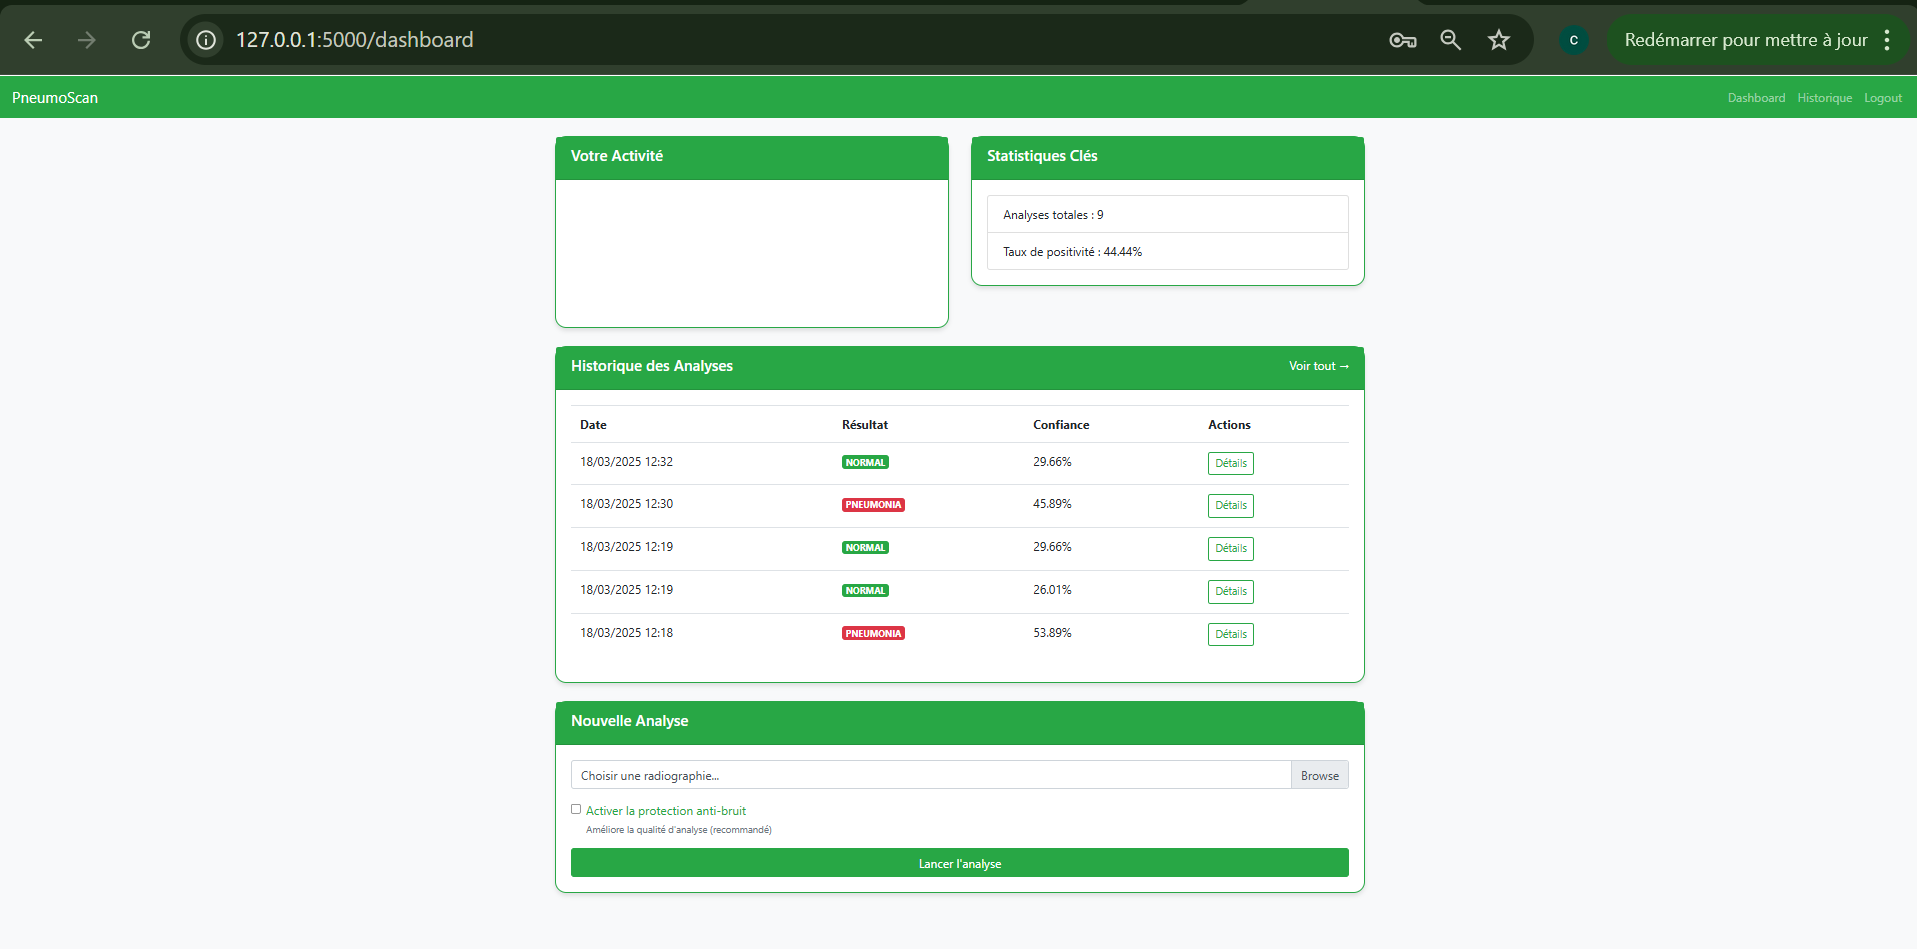 127.0.0.1:5000/dashboard
C
Redémarrer pour mettre à jour
PneumoScan
Dashboard Historique Logout
Votre Activité
Statistiques Clés
Analyses totales : 9
Taux de positivité : 44.44%
Historique des Analyses
Voir tout →
Date Résultat Confiance Actions
18/03/2025 12:32 NORMAL 29.66% Détails
18/03/2025 12:30 PNEUMONIA 45.89% Détails
18/03/2025 12:19 NORMAL 29.66% Détails
18/03/2025 12:19 NORMAL 26.01% Détails
18/03/2025 12:18 PNEUMONIA 53.89% Détails
Nouvelle Analyse
Choisir une radiographie... Browse
Activer la protection anti-bruit
Améliore la qualité d'analyse (recommandé)
Lancer l'analyse